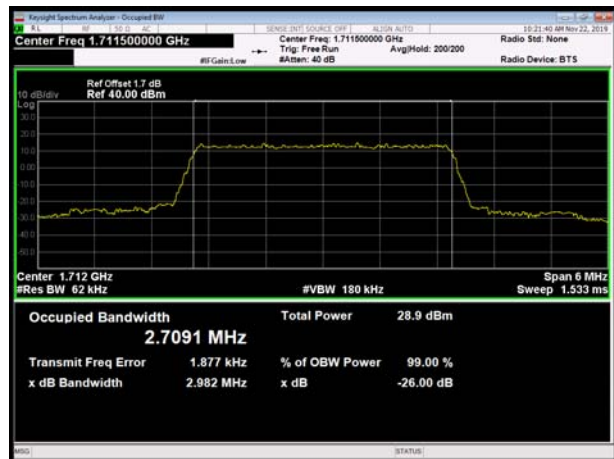 Keysight Spectrum Analyzer - Occupied BW
RL RF 50 Ω AC SENSE:INT SOURCE OFF ALIGN AUTO 10:21:40 AM Nov 22, 2019
Center Freq 1.711500000 GHz Center Freq: 1.711500000 GHz Radio Std: None
Trig: Free Run Avg|Hold: 200/200
#IFGain:Low #Atten: 40 dB Radio Device: BTS
Ref Offset 1.7 dB
10 dB/div Ref 40.00 dBm
Log
30.0
20.0
10.0
0.00
-10.0
-20.0
-30.0
-40.0
-50.0
Center 1.712 GHz Span 6 MHz
#Res BW 62 kHz #VBW 180 kHz Sweep 1.533 ms
Occupied Bandwidth Total Power 28.9 dBm
2.7091 MHz
Transmit Freq Error 1.877 kHz % of OBW Power 99.00 %
x dB Bandwidth 2.982 MHz x dB -26.00 dB
MSG STATUS